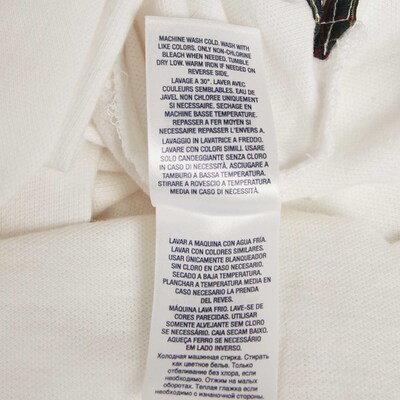 MACHINE WASH COLD. WASH WITH
LIKE COLORS. ONLY NON-CHLORINE
BLEACH WHEN NEEDED. TUMBLE
DRY LOW. WARM IRON IF NEEDED ON
REVERSE SIDE.
LAVAGE A 30°. LAVER AVEC
COULEURS SEMBLABLES. EAU DE
JAVEL NON CHLOREE UNIQUEMENT
SI NECESSAIRE. SECHAGE EN
MACHINE BASSE TEMPERATURE.
REPASSER A FER MOYEN SI
NECESSAIRE REPASSER L'ENVERS A.
LAVAGGIO IN LAVATRICE A FREDDO.
LAVARE CON COLORI SIMILI. USARE
SOLO CANDEGGIANTE SENZA CLORO
IN CASO DI NECESSITÀ. ASCIUGARE A
TAMBURO A BASSA TEMPERATURA.
STIRARE A ROVESCIO A TEMPERATURA
MEDIA IN CASO DI NECESSITÀ.
LAVAR A MAQUINA CON AGUA FRÍA.
LAVAR CON COLORES SIMILARES.
USAR ÚNICAMENTE BLANQUEADOR
SIN CLORO EN CASO NECESARIO.
SECADO A BAJA TEMPERATURA.
PLANCHAR A TEMPERATURA MEDIA EN
CASO NECESARIO LA PRENDA
DEL REVES.
MÁQUINA LAVA FRIO. LAVE-SE DE
CORES PARECIDAS. UTILIZAR
SOMENTE ALVEJANTE SEM CLORO
SE NECESSÁRIO. CAIA SECAM BAIXO.
AQUEÇA FERRO SE NECESSÁRIO EM
EM LADO INVERSO.
Холодная машинная стирка. Стирать
как цветное белье. Только
отбеливание без хлора, если
необходимо. Отжим на малых
оборотах. Теплая глажка если
необходимо с изнаночной стороны.